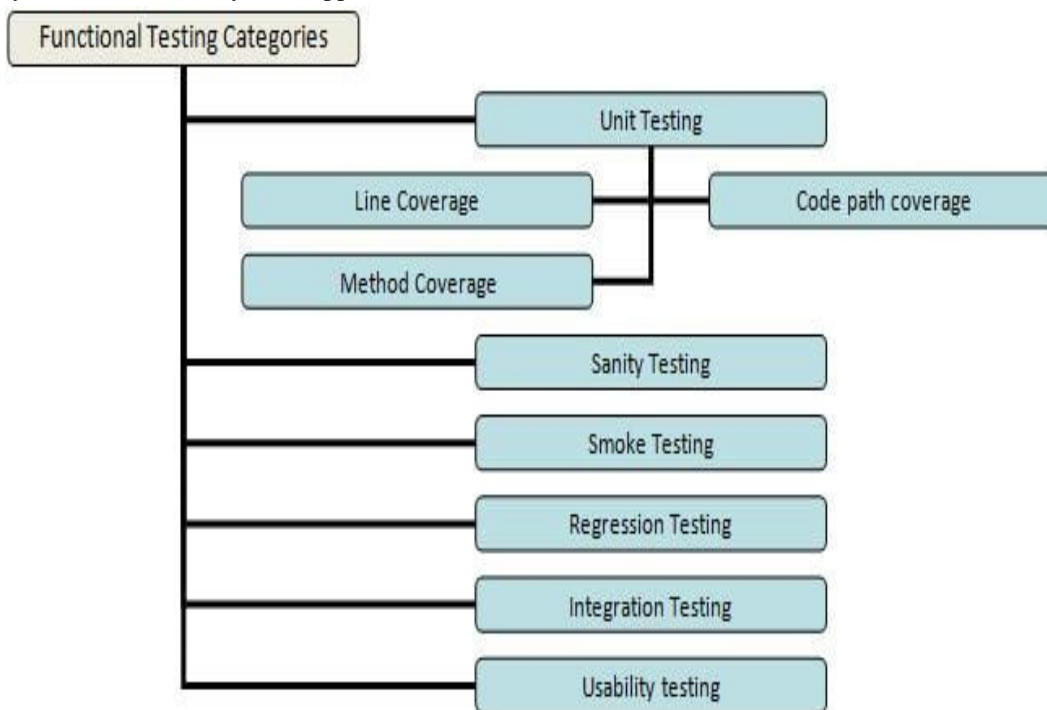 Functional Testing Categories
Unit Testing
Line Coverage
Code path coverage
Method Coverage
Sanity Testing
Smoke Testing
Regression Testing
Integration Testing
Usability testing